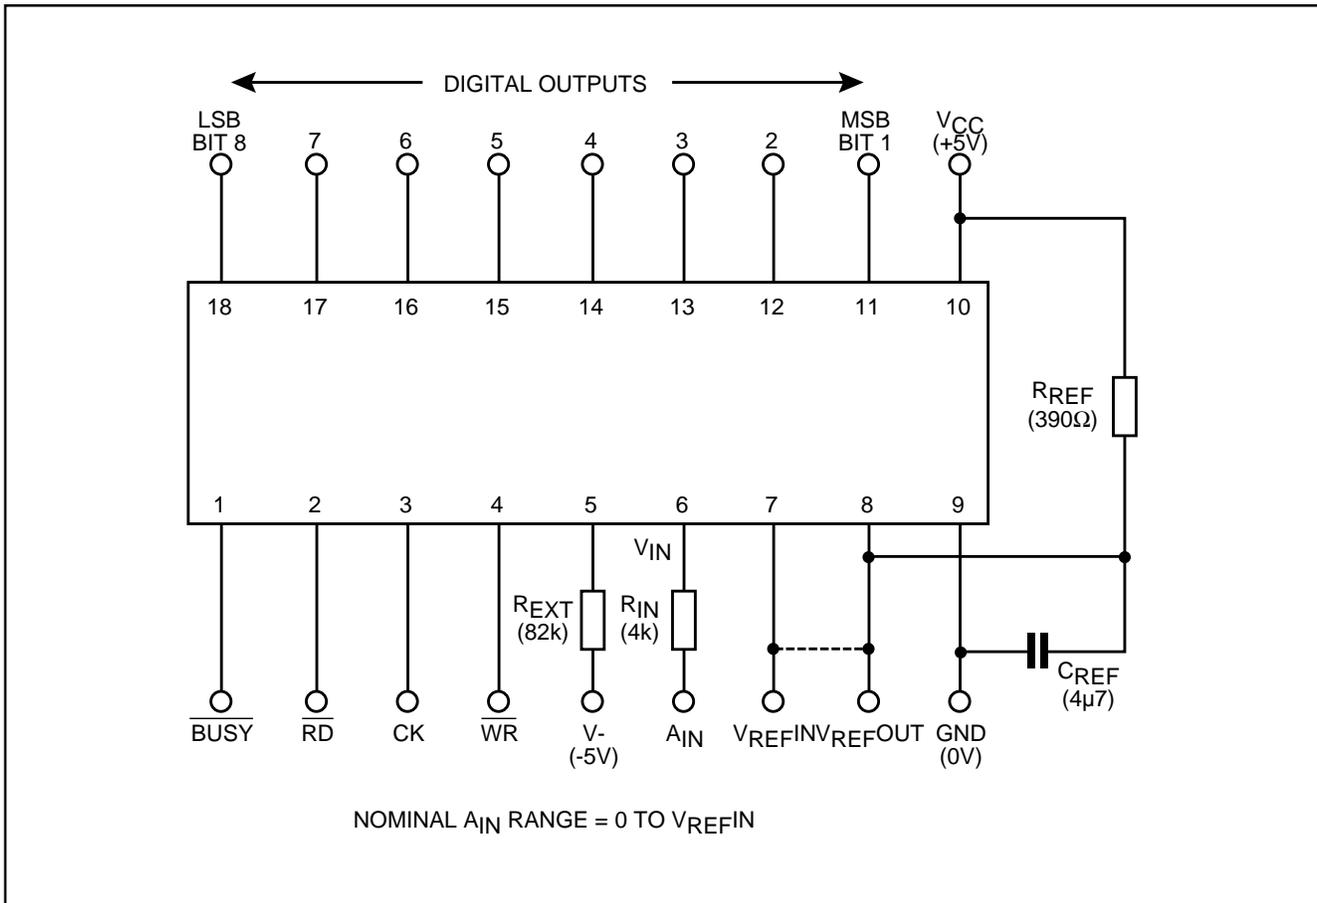 DIGITAL OUTPUTS
LSB
BIT 8
7
6
5
4
3
2
MSB
BIT 1
VCC
(+5V)
18
17
16
15
14
13
12
11
10
RREF
(390Ω)
1
2
3
4
5
6
7
8
9
VIN
REXT
(82k)
RIN
(4k)
CREF
(4µ7)
BUSY
RD
CK
WR
V-
(-5V)
AIN
VREFIN
VREFOUT
GND
(0V)
NOMINAL AIN RANGE = 0 TO VREFIN